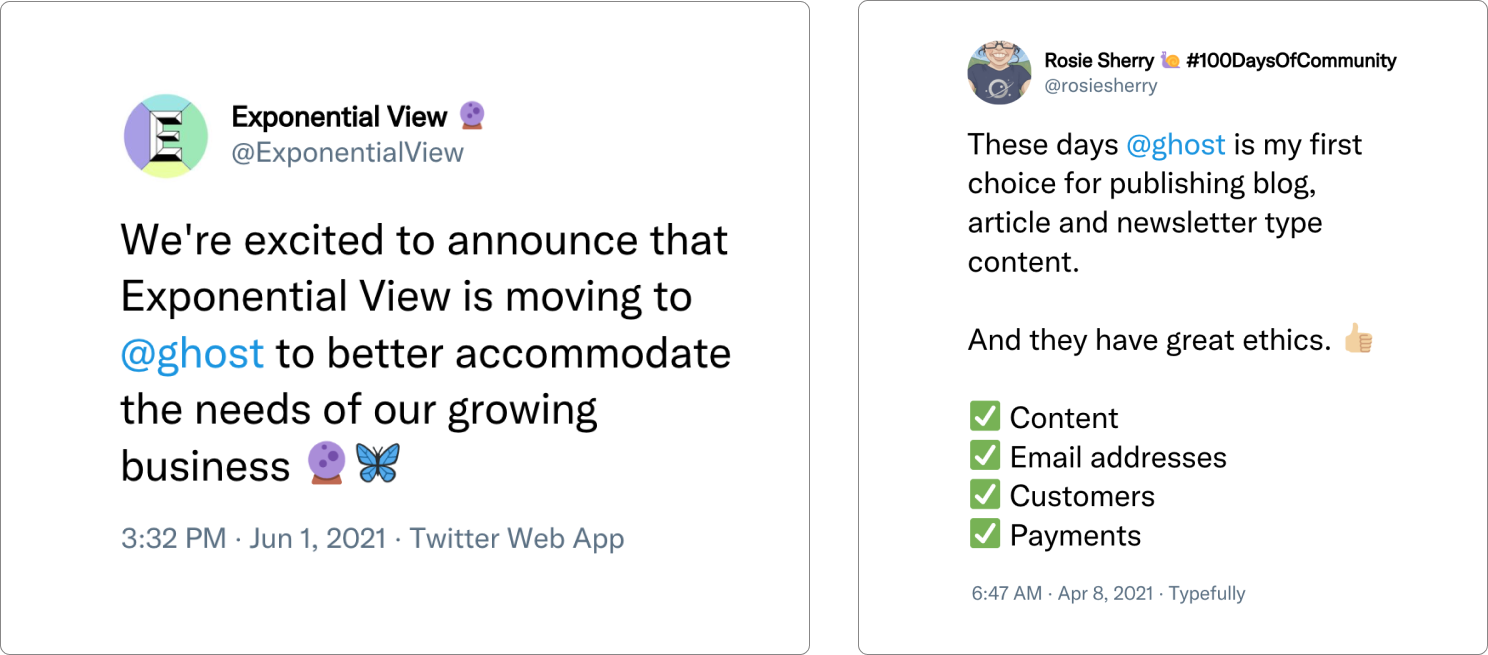 Exponential View 🔮
@ExponentialView
We're excited to announce that
Exponential View is moving to
@ghost to better accommodate
the needs of our growing
business 🔮🦋
3:32 PM · Jun 1, 2021 · Twitter Web App
Rosie Sherry 🐌 #100DaysOfCommunity
@rosiesherry
These days @ghost is my first
choice for publishing blog,
article and newsletter type
content.
And they have great ethics. 👍🏼
✅ Content
✅ Email addresses
✅ Customers
✅ Payments
6:47 AM · Apr 8, 2021 · Typefully